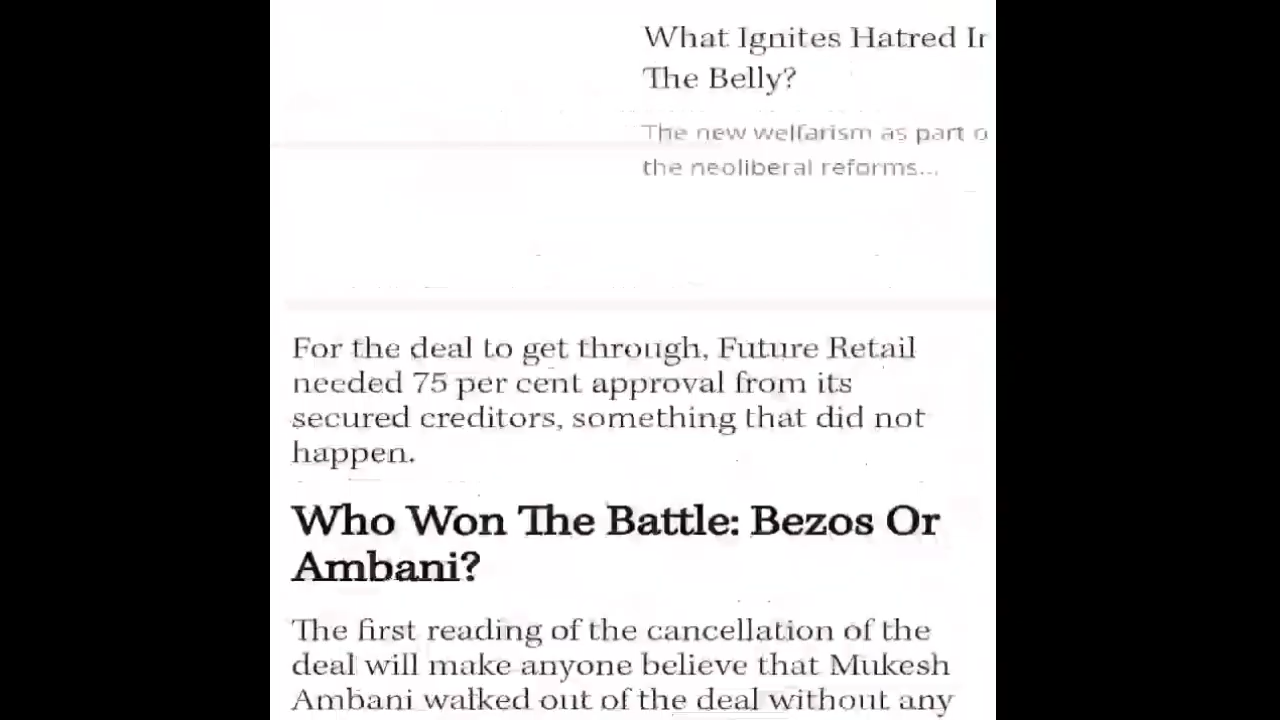 What Ignites Hatred In
The Belly?
The new welfarism as part o
the neoliberal reforms...
For the deal to get through, Future Retail
needed 75 per cent approval from its
secured creditors, something that did not
happen.
Who Won The Battle: Bezos Or
Ambani?
The first reading of the cancellation of the
deal will make anyone believe that Mukesh
Ambani walked out of the deal without any